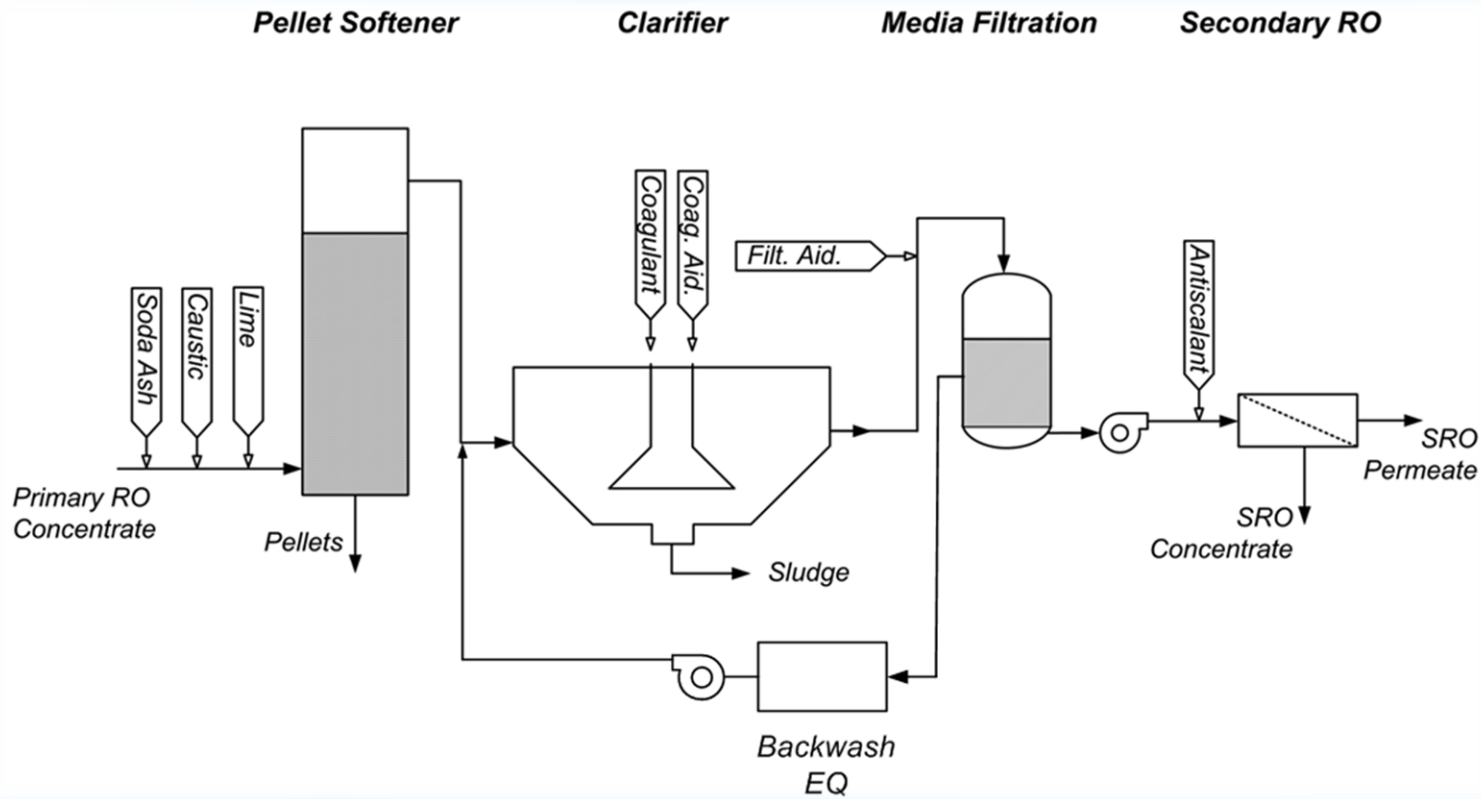 Pellet Softener
Clarifier
Media Filtration
Secondary RO
Soda Ash
Caustic
Lime
Coagulant
Coag. Aid.
Filt. Aid.
Antiscalant
Primary RO
Concentrate
Pellets
Sludge
SRO
Permeate
SRO
Concentrate
Backwash
EQ